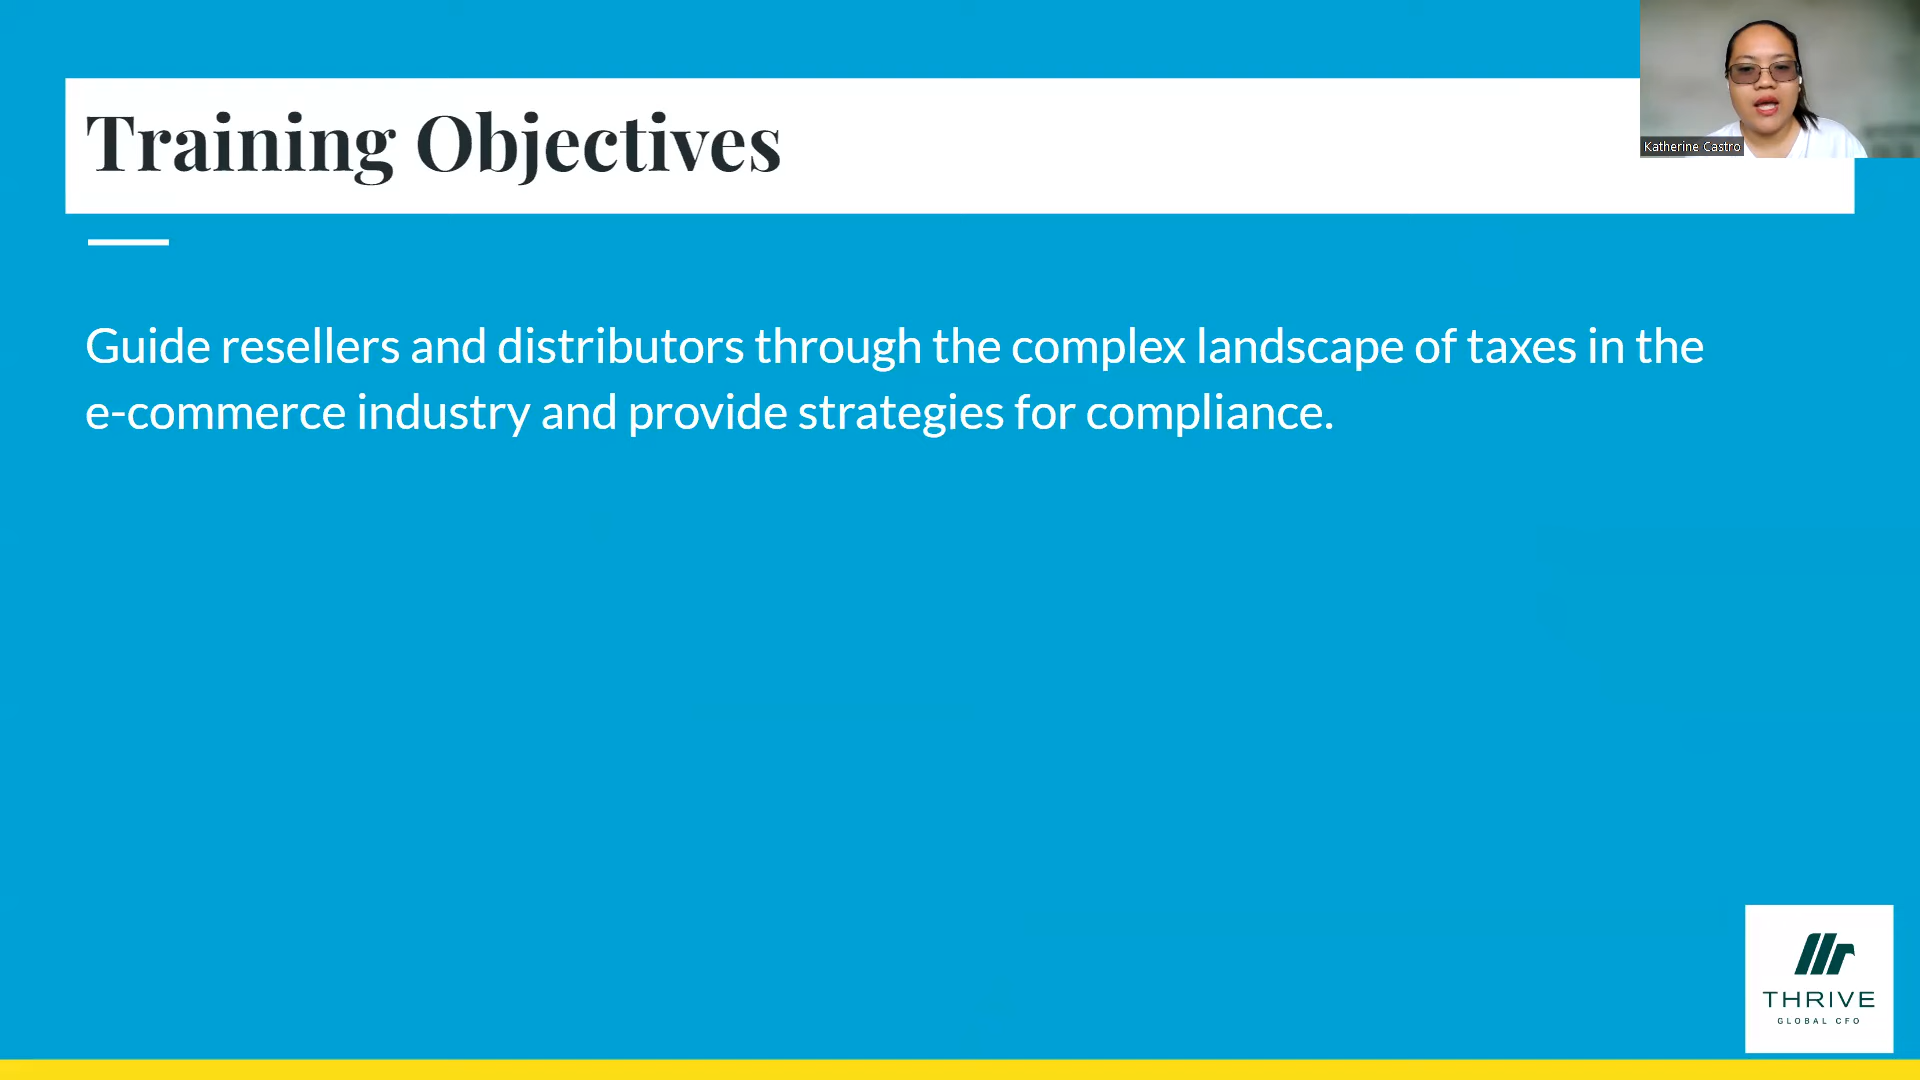 Training Objectives
Katherine Castro
Guide resellers and distributors through the complex landscape of taxes in the
e-commerce industry and provide strategies for compliance.
THRIVE
GLOBAL CFO